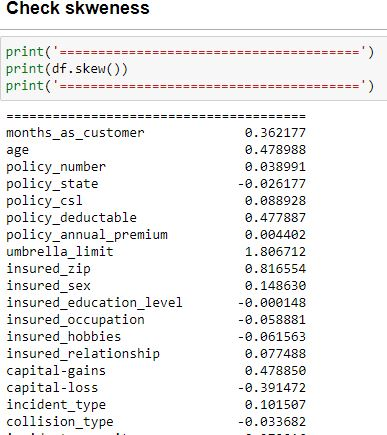 Check skweness
print('=======================================')
print(df.skew())
print('=======================================')
=======================================
months_as_customer 0.362177
age 0.478988
policy_number 0.038991
policy_state -0.026177
policy_csl 0.088928
policy_deductable 0.477887
policy_annual_premium 0.004402
umbrella_limit 1.806712
insured_zip 0.816554
insured_sex 0.148630
insured_education_level -0.000148
insured_occupation -0.058881
insured_hobbies -0.061563
insured_relationship 0.077488
capital-gains 0.478850
capital-loss -0.391472
incident_type 0.101507
collision_type -0.033682